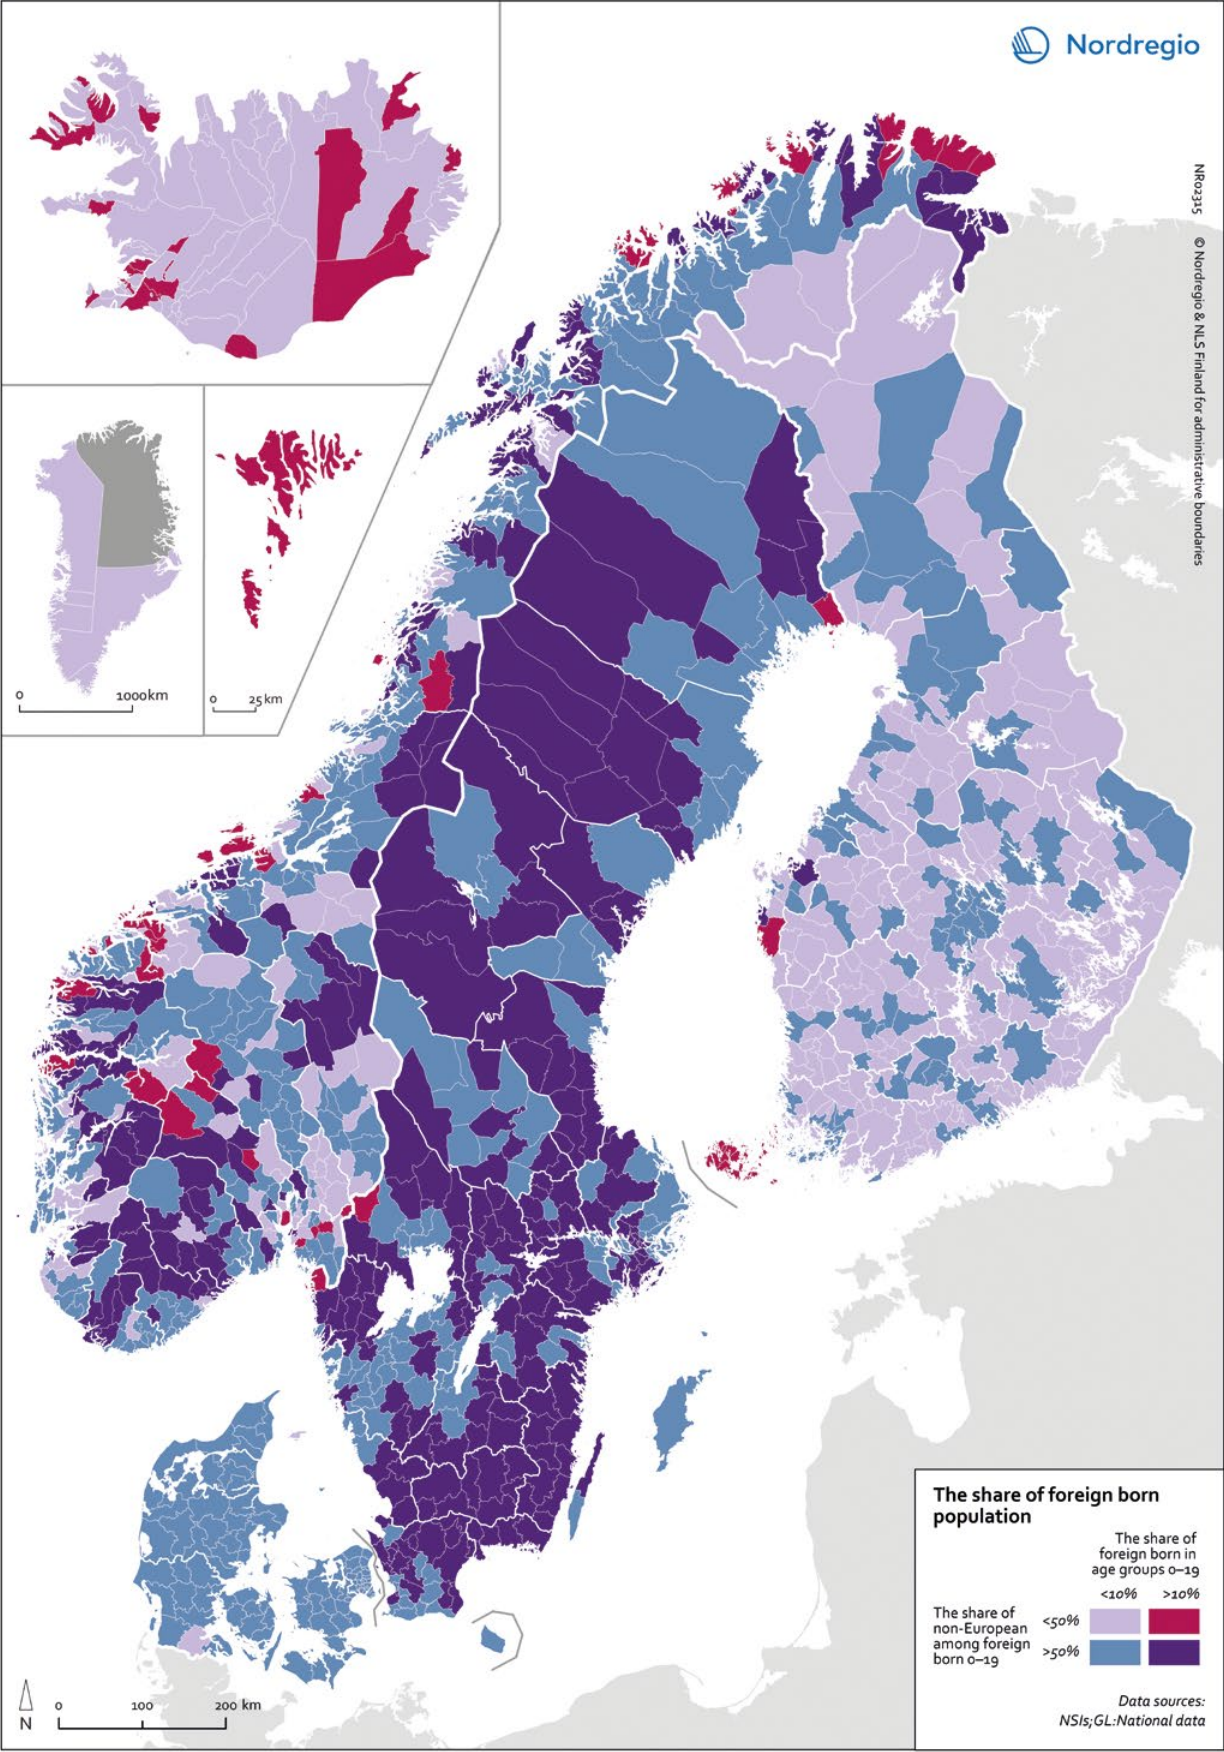 Nordregio
NR02315 © Nordregio & NLS Finland for administrative boundaries
0 1000km
0 25 km
The share of foreign born
population
The share of
foreign born in
age groups 0–19
<10% >10%
The share of
non-European
among foreign
born 0–19
<50%
>50%
Data sources:
NSIs;GL:National data
N
0 100 200 km